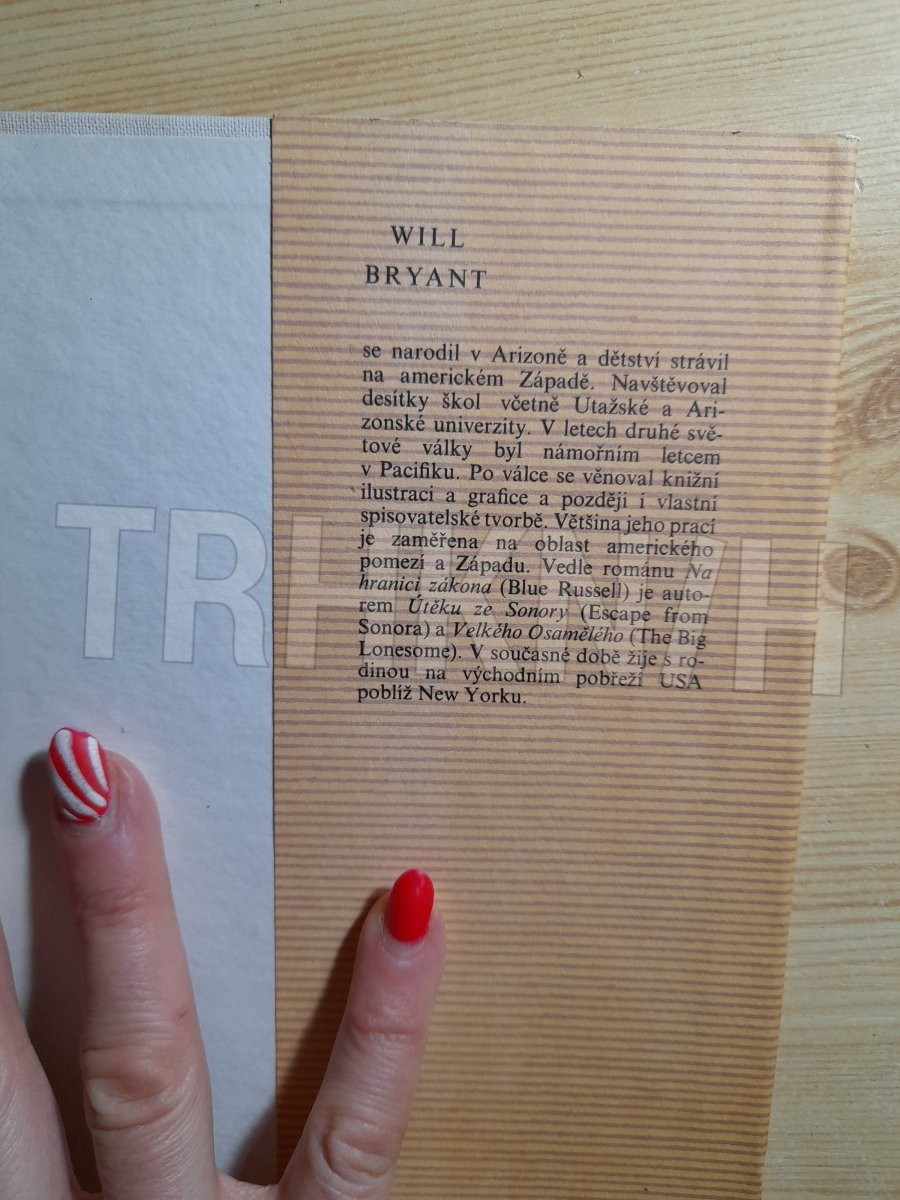 WILL
BRYANT
se narodil v Arizoně a dětství strávil
na americkém Západě. Navštěvoval
desítky škol včetně Utažské a Ari-
zonské univerzity. V letech druhé svě-
tové války byl námořním letcem
v Pacifiku. Po válce se věnoval knižní
ilustraci a grafice a později i vlastní
spisovatelské tvorbě. Většina jeho prací
je zaměřena na oblast amerického
pomezí a Západu. Vedle románu Na
hranici zákona (Blue Russell) je auto-
rem Útěku ze Sonory (Escape from
Sonora) a Velkého Osamělého (The Big
Lonesome). V současné době žije s ro-
dinou na východním pobřeží USA
poblíž New Yorku.
TRHKNIH